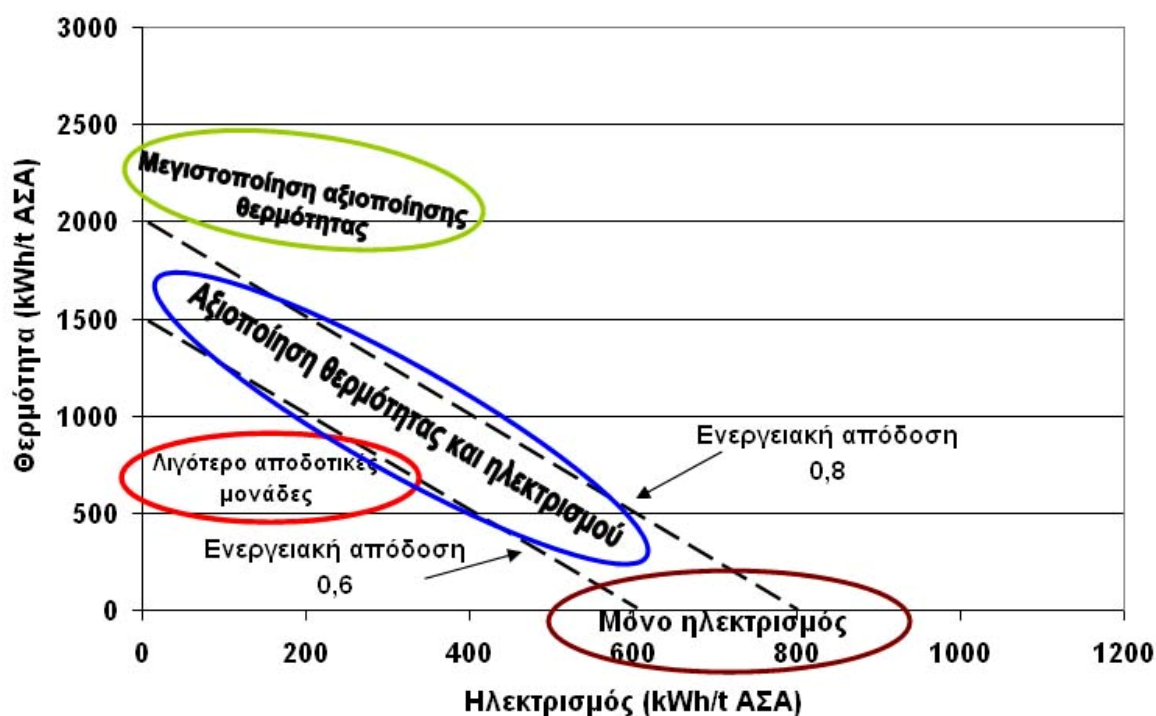 3000
2500
2000
1500
1000
500
0
Θερμότητα (kWh/t ΑΣΑ)
Μεγιστοποίηση αξιοποίησης
θερμότητας
Αξιοποίηση θερμότητας και ηλεκτρισμού
Λιγότερο αποδοτικές
μονάδες
Ενεργειακή απόδοση
0,8
Ενεργειακή απόδοση
0,6
Μόνο ηλεκτρισμός
0 200 400 600 800 1000 1200
Ηλεκτρισμός (kWh/t ΑΣΑ)